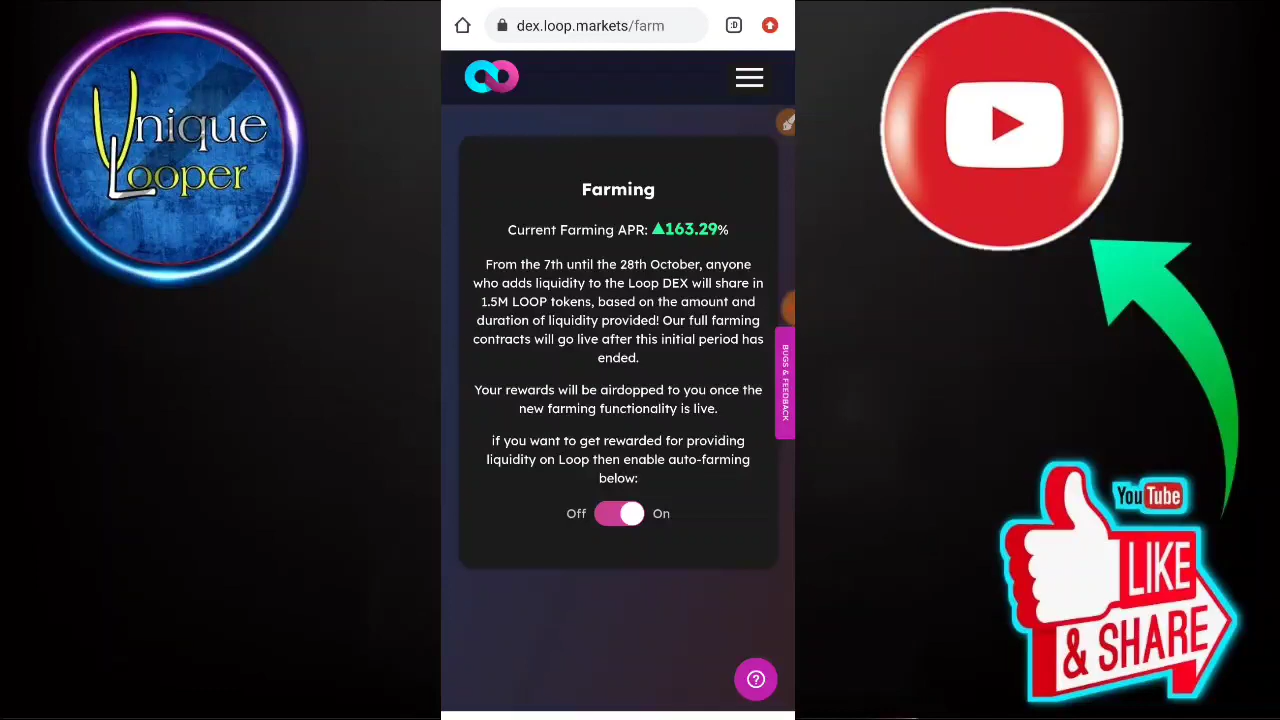 Unique
Looper
dex.loop.markets/farm
:D
Farming
Current Farming APR: ▲163.29%
From the 7th until the 28th October, anyone
who adds liquidity to the Loop DEX will share in
1.5M LOOP tokens, based on the amount and
duration of liquidity provided! Our full farming
contracts will go live after this initial period has
ended.
Your rewards will be airdopped to you once the
new farming functionality is live.
if you want to get rewarded for providing
liquidity on Loop then enable auto-farming
below:
Off On
BUGS & FEEDBACK
?
YouTube
LIKE
& SHARE